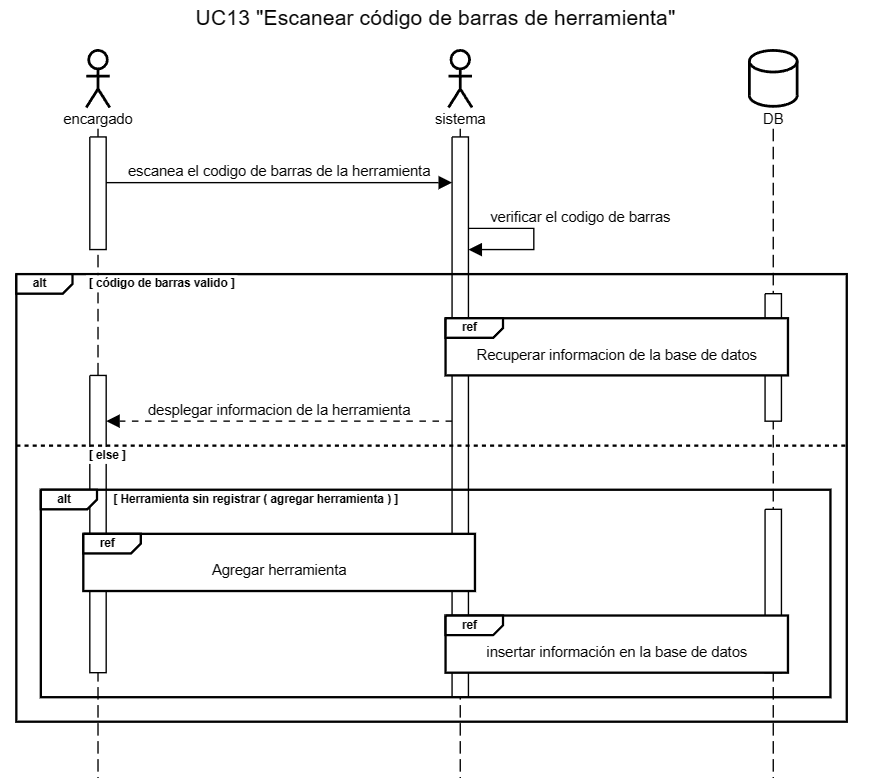 UC13 "Escanear código de barras de herramienta"
encargado
sistema
DB
escanea el codigo de barras de la herramienta
verificar el codigo de barras
alt
[ código de barras valido ]
ref
Recuperar informacion de la base de datos
desplegar informacion de la herramienta
[ else ]
alt
[ Herramienta sin registrar ( agregar herramienta ) ]
ref
Agregar herramienta
ref
insertar información en la base de datos